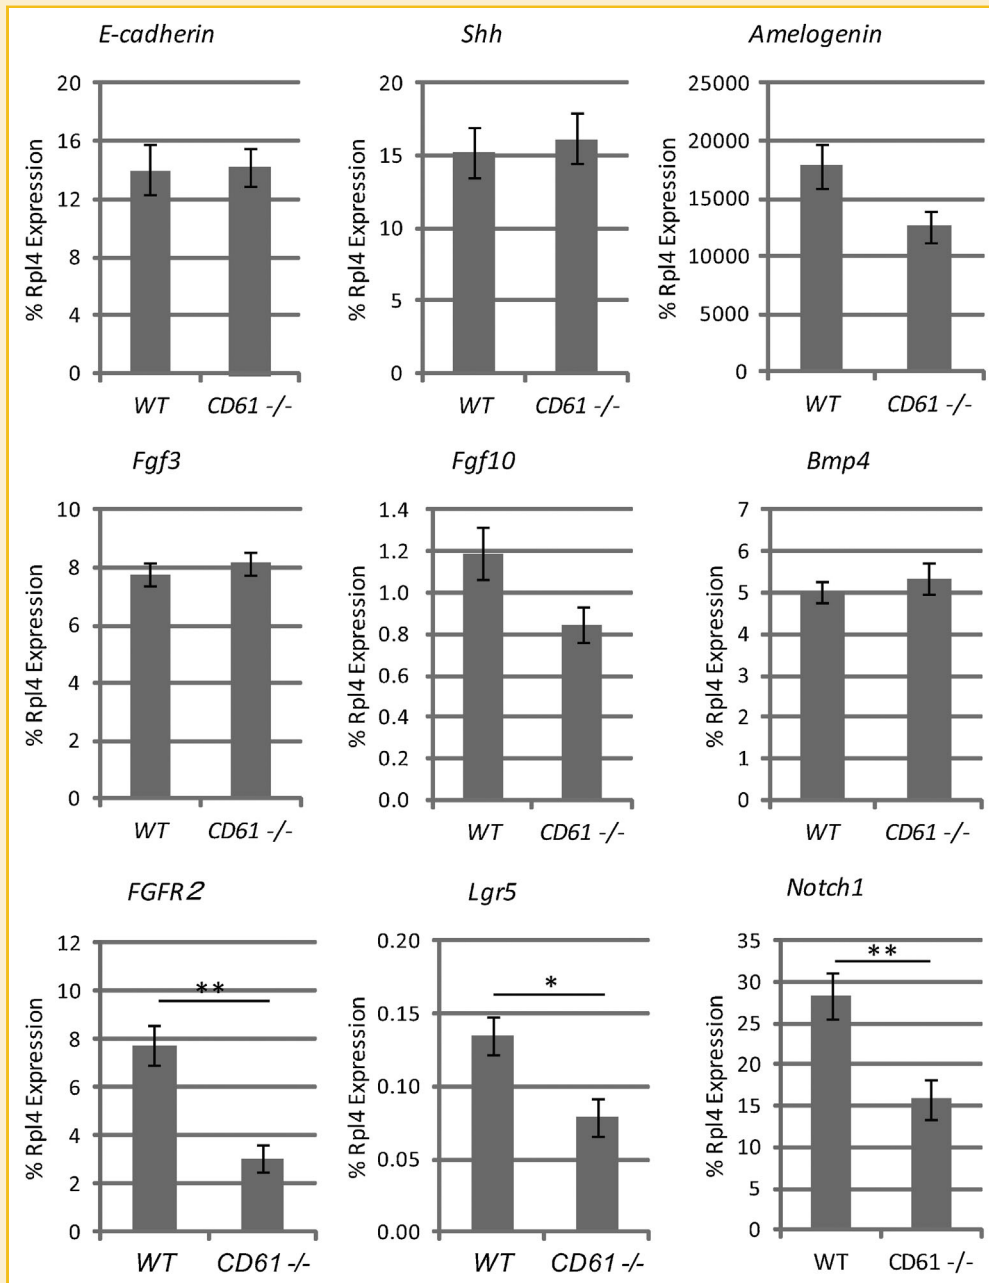 E-cadherin
% Rpl4 Expression
20
16
12
8
4
0
WT CD61 -/-
Shh
% Rpl4 Expression
20
15
10
5
0
WT CD61 -/-
Amelogenin
% Rpl4 Expression
25000
20000
15000
10000
5000
0
WT CD61 -/-
Fgf3
% Rpl4 Expression
10
8
6
4
2
0
WT CD61 -/-
Fgf10
% Rpl4 Expression
1.4
1.2
1.0
0.8
0.6
0.4
0.2
0.0
WT CD61 -/-
Bmp4
% Rpl4 Expression
7
6
5
4
3
2
1
0
WT CD61 -/-
FGFR2
% Rpl4 Expression
12
10
8
6
4
2
0
**
WT CD61 -/-
Lgr5
% Rpl4 Expression
0.20
0.15
0.10
0.05
0.00
*
WT CD61 -/-
Notch1
% Rpl4 Expression
35
30
25
20
15
10
5
0
**
WT CD61 -/-